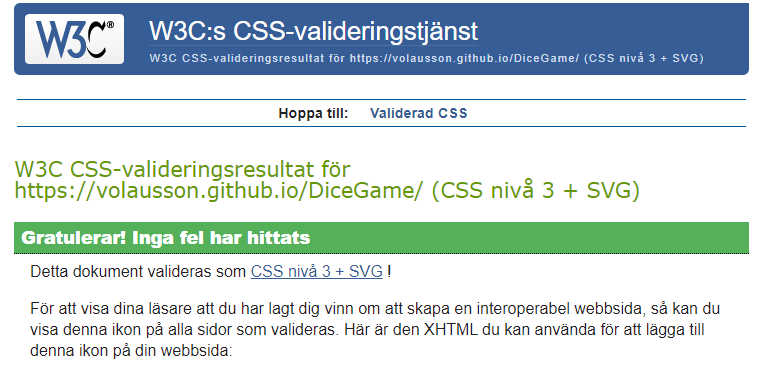 W3C®
W3C:s CSS-valideringstjänst
W3C CSS-valideringsresultat för https://volausson.github.io/DiceGame/ (CSS nivå 3 + SVG)
Hoppa till: Validerad CSS
W3C CSS-valideringsresultat för
https://volausson.github.io/DiceGame/ (CSS nivå 3 + SVG)
Gratulerar! Inga fel har hittats
Detta dokument valideras som CSS nivå 3 + SVG !
För att visa dina läsare att du har lagt dig vinn om att skapa en interoperabel webbsida, så kan du
visa denna ikon på alla sidor som valideras. Här är den XHTML du kan använda för att lägga till
denna ikon på din webbsida: